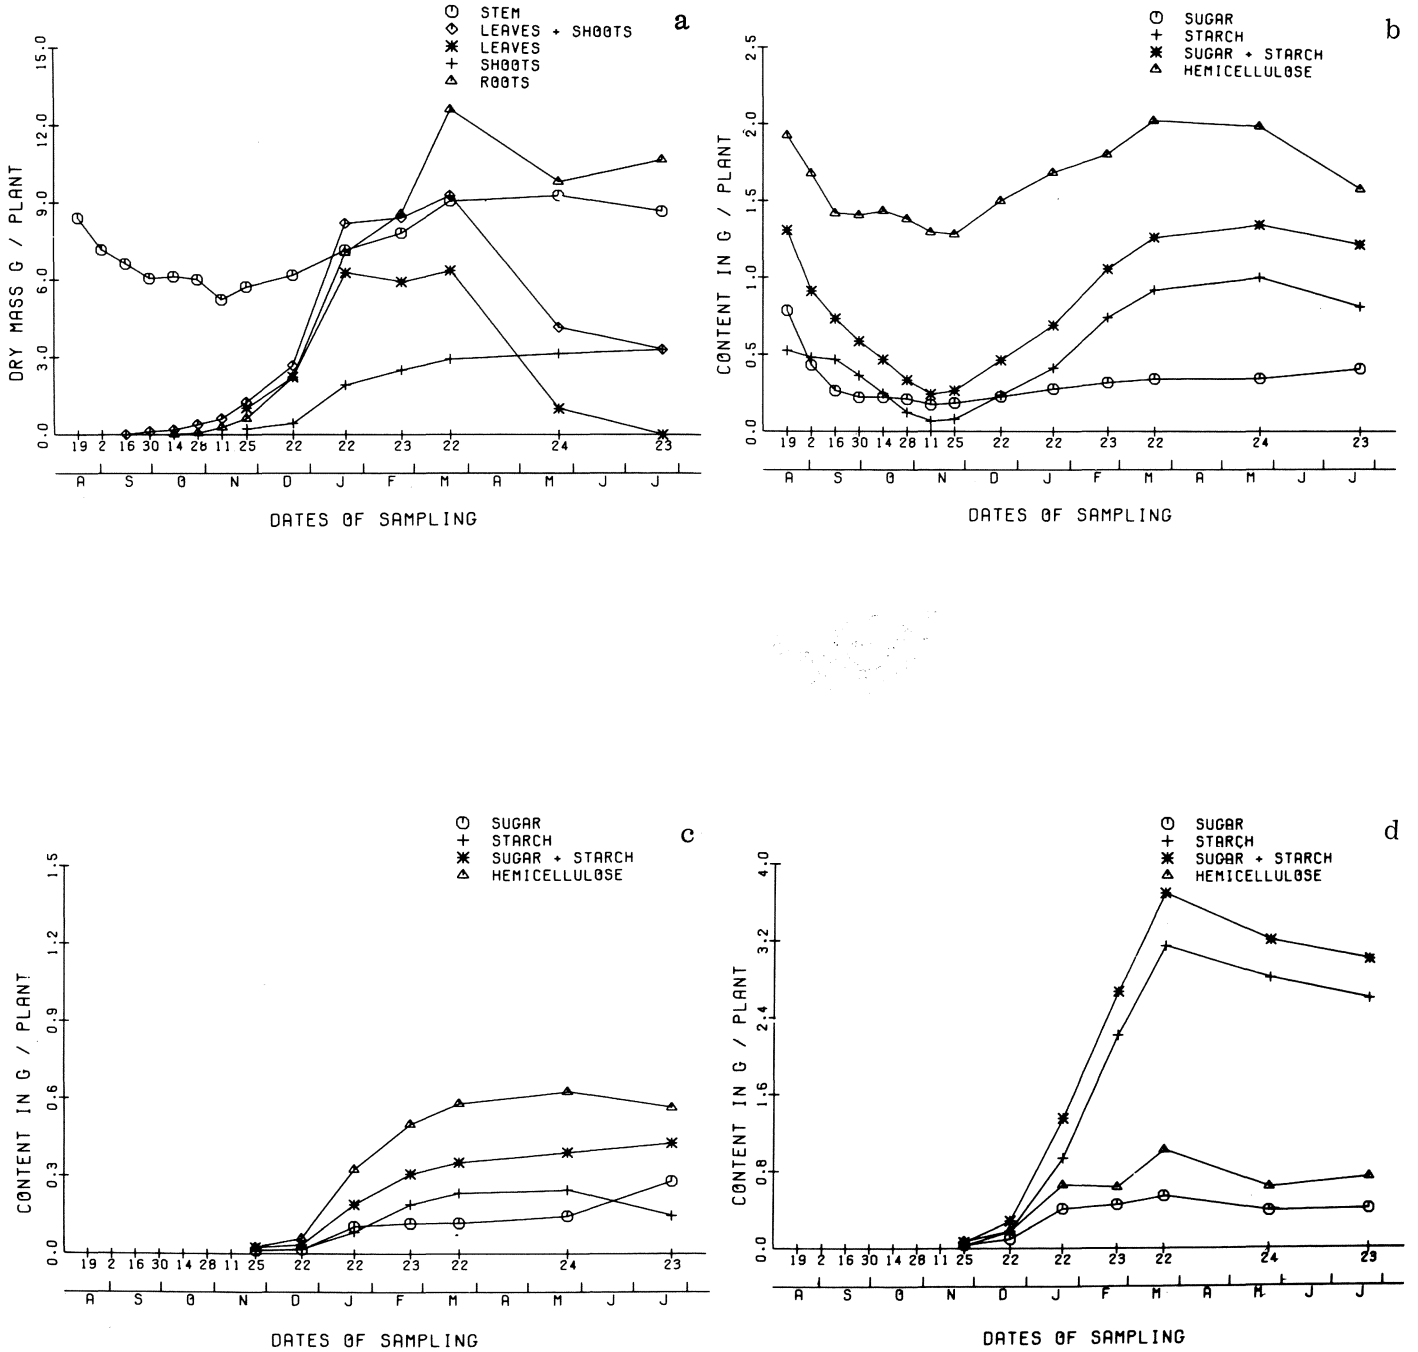 a
STEM
LEAVES + SHOOTS
LEAVES
SHOOTS
ROOTS
DRY MASS G / PLANT
15.0
12.0
9.0
6.0
3.0
0.0
19 2 16 30 14 28 11 25 22 22 23 22 24 23
A S O N D J F M A M J J
DATES OF SAMPLING
b
SUGAR
STARCH
SUGAR + STARCH
HEMICELLULOSE
CONTENT IN G / PLANT
2.5
2.0
1.5
1.0
0.5
0.0
19 2 16 30 14 28 11 25 22 22 23 22 24 23
A S O N D J F M A M J J
DATES OF SAMPLING
c
SUGAR
STARCH
SUGAR + STARCH
HEMICELLULOSE
CONTENT IN G / PLANT
1.5
1.2
0.9
0.6
0.3
0.0
19 2 16 30 14 28 11 25 22 22 23 22 24 23
A S O N D J F M A M J J
DATES OF SAMPLING
d
SUGAR
STARCH
SUGAR + STARCH
HEMICELLULOSE
CONTENT IN G / PLANT
4.0
3.2
2.4
1.6
0.8
0.0
19 2 16 30 14 28 11 25 22 22 23 22 24 23
A S O N D J F M A M J J
DATES OF SAMPLING